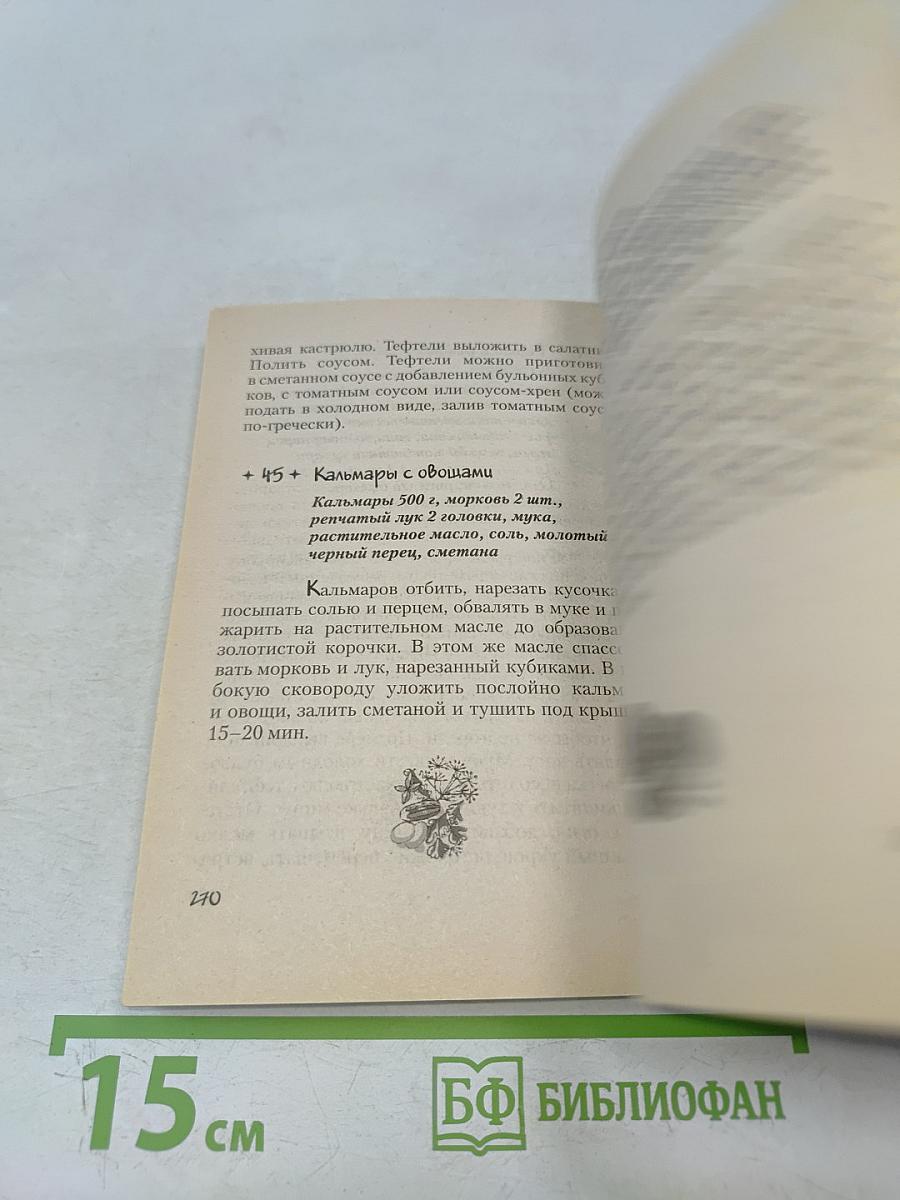 хивая кастрюлю. Тефтели выложить в салатни
Полить соусом. Тефтели можно приготови
в сметанном соусе с добавлением бульонных куб
ков, с томатным соусом или соусом-хрен (мож
подать в холодном виде, залив томатным соус
по-гречески).
+ 45 + Кальмары с овощами
Кальмары 500 г, морковь 2 шт.,
репчатый лук 2 головки, мука,
растительное масло, соль, молотый
черный перец, сметана
Кальмаров отбить, нарезать кусочка
посыпать солью и перцем, обвалять в муке и
жарить на растительном масле до образова
золотистой корочки. В этом же масле спассе
вать морковь и лук, нарезанный кубиками. В
бокую сковороду уложить послойно кальм
и овощи, залить сметаной и тушить под крыш
15–20 мин.
270
15 см
БФ БИБЛИОФАН